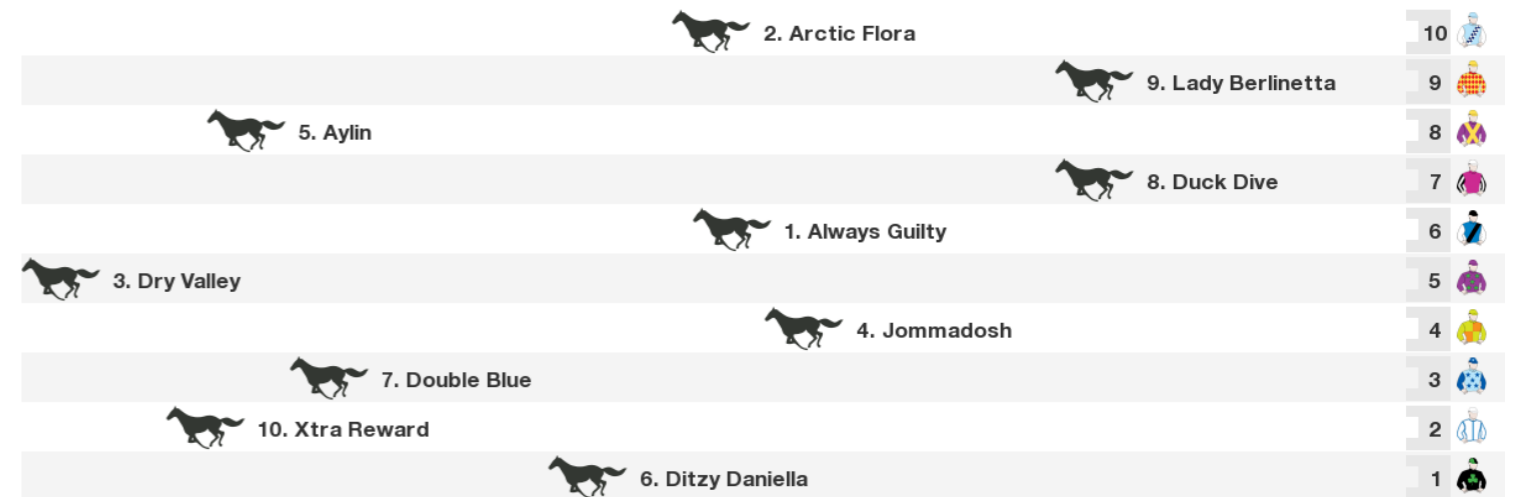 2. Arctic Flora 10
9. Lady Berlinetta 9
5. Aylin 8
8. Duck Dive 7
1. Always Guilty 6
3. Dry Valley 5
4. Jommadosh 4
7. Double Blue 3
10. Xtra Reward 2
6. Ditzy Daniella 1